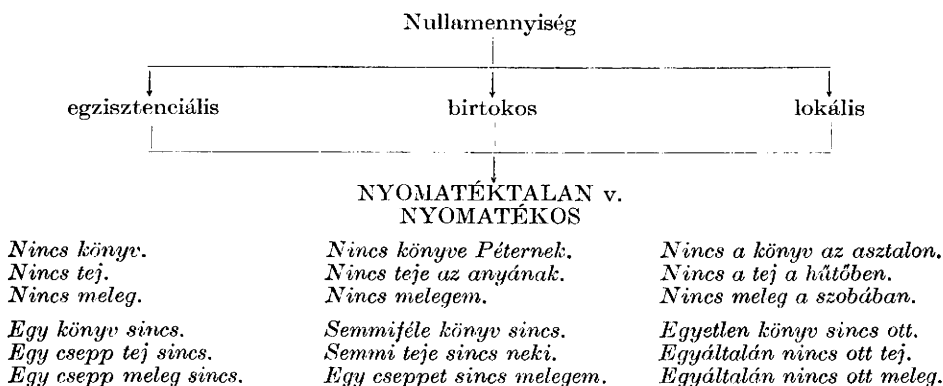 Nullamennyiség
egzisztenciális birtokos lokális
NYOMATÉKTALAN v.
NYOMATÉKOS
Nincs könyv. Nincs könyve Péternek. Nincs a könyv az asztalon.
Nincs tej. Nincs teje az anyának. Nincs a tej a hűtőben.
Nincs meleg. Nincs melegem. Nincs meleg a szobában.
Egy könyv sincs. Semmiféle könyv sincs. Egyetlen könyv sincs ott.
Egy csepp tej sincs. Semmi teje sincs neki. Egyáltalán nincs ott tej.
Egy csepp meleg sincs. Egy cseppet sincs melegem. Egyáltalán nincs ott meleg.